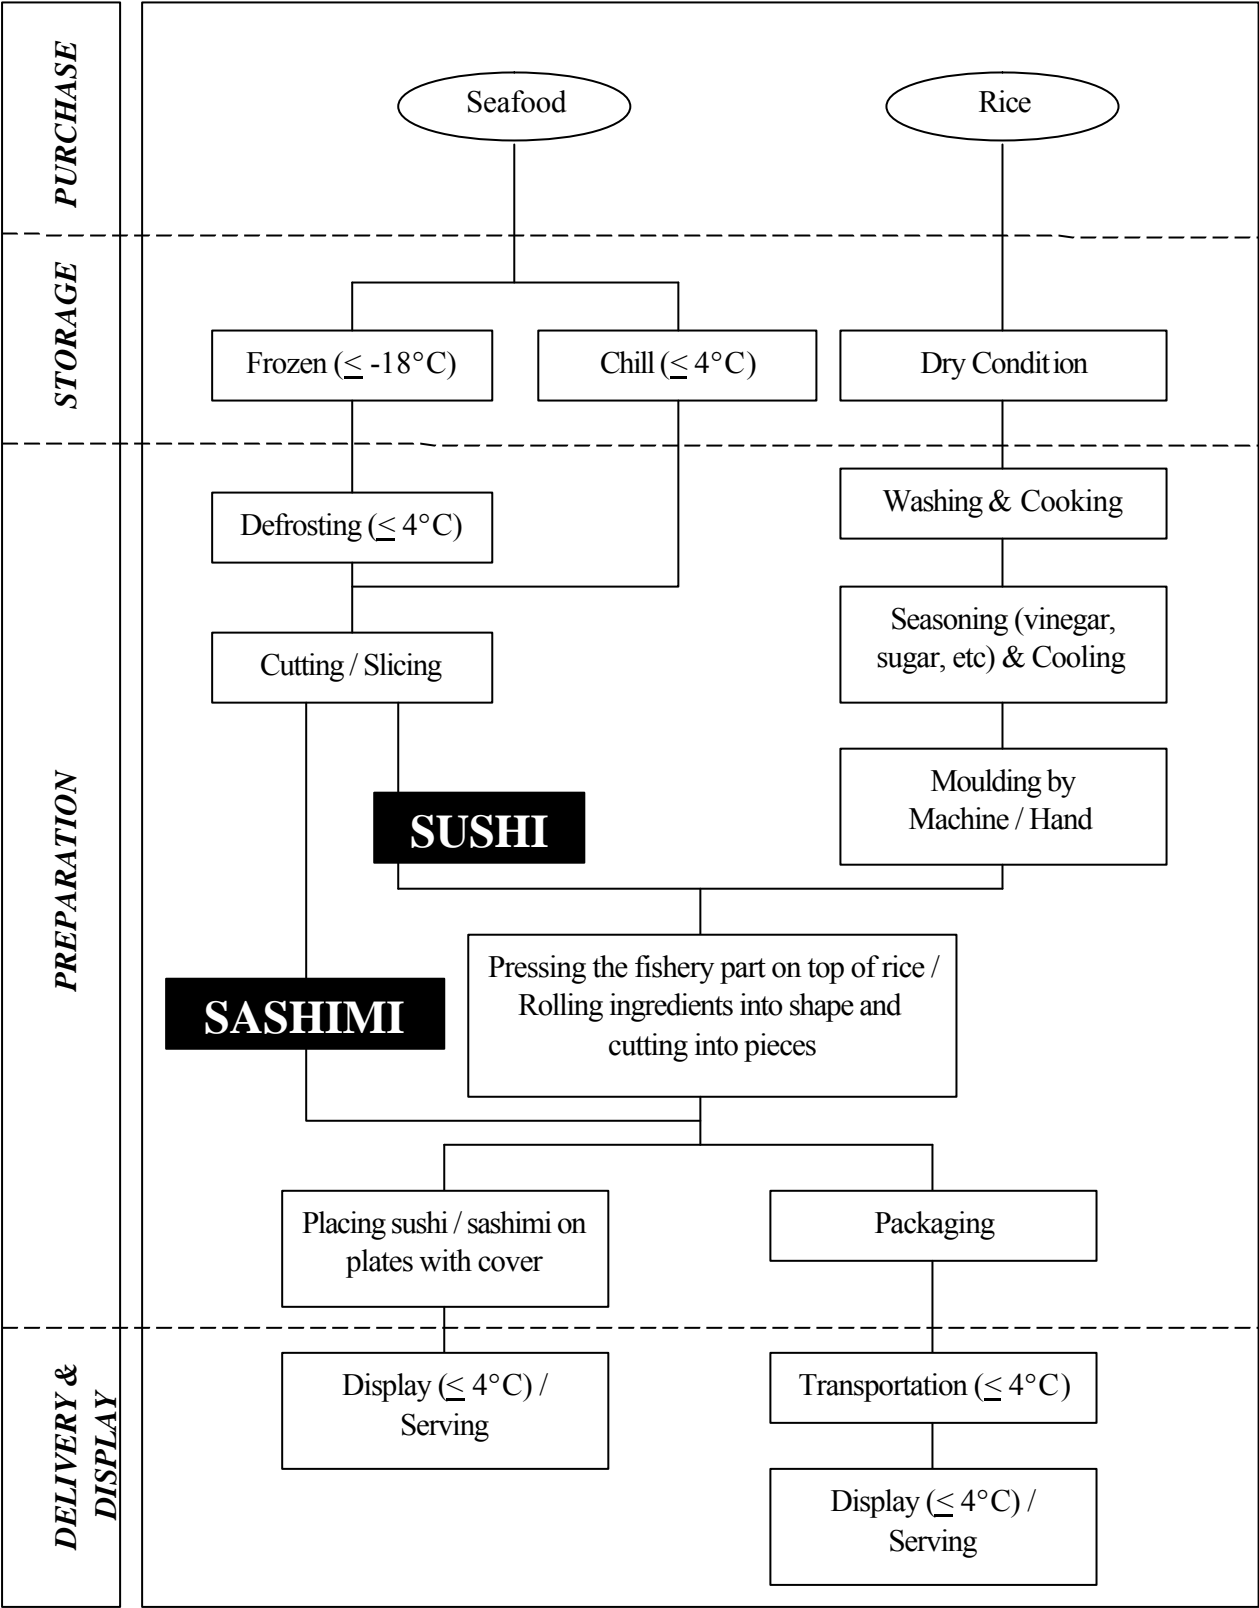 PURCHASE
Seafood
Rice
STORAGE
Frozen (≤ -18°C)
Chill (≤ 4°C)
Dry Condition
PREPARATION
Defrosting (≤ 4°C)
Washing & Cooking
Cutting / Slicing
Seasoning (vinegar,
sugar, etc) & Cooling
Moulding by
Machine / Hand
SUSHI
Pressing the fishery part on top of rice /
Rolling ingredients into shape and
cutting into pieces
SASHIMI
Placing sushi / sashimi on
plates with cover
Packaging
DELIVERY &
DISPLAY
Display (≤ 4°C) /
Serving
Transportation (≤ 4°C)
Display (≤ 4°C) /
Serving